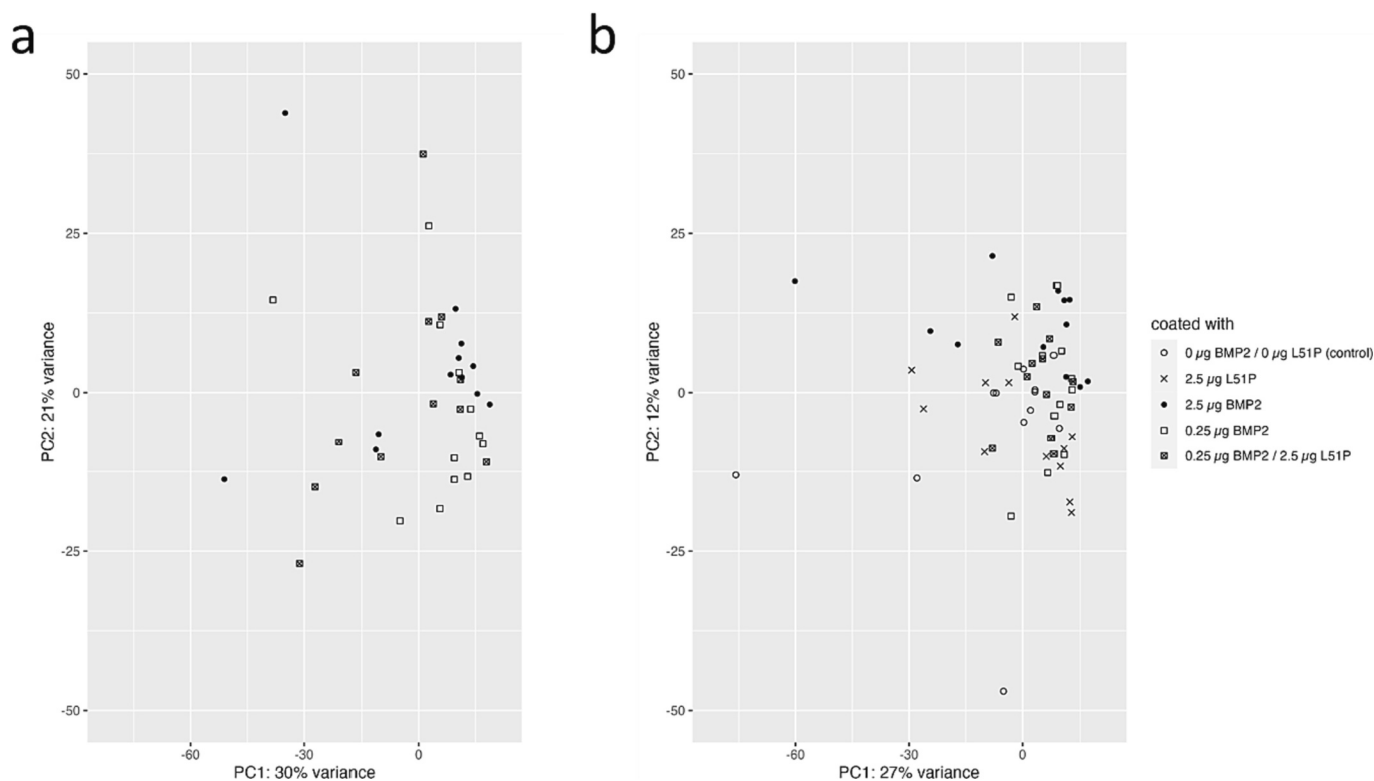 a
50
25
0
-25
-50
PC2: 21% variance
-60
-30
0
PC1: 30% variance
b
50
25
0
-25
-50
PC2: 12% variance
-60
-30
0
PC1: 27% variance
coated with
0 µg BMP2 / 0 µg L51P (control)
2.5 µg L51P
2.5 µg BMP2
0.25 µg BMP2
0.25 µg BMP2 / 2.5 µg L51P